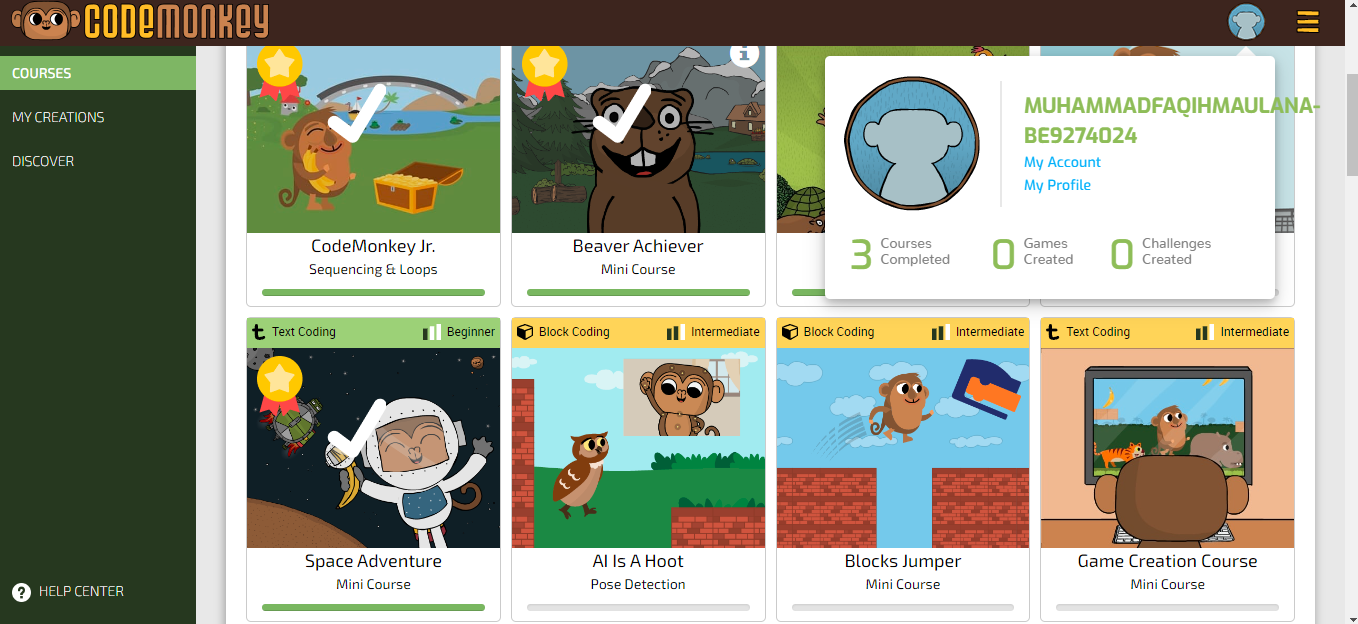 CODEMONKEY
COURSES
MY CREATIONS
DISCOVER
HELP CENTER
MUHAMMADFAQIHMAULANA-
BE9274024
My Account
My Profile
3 Courses Completed
0 Games Created
0 Challenges Created
CodeMonkey Jr.
Sequencing & Loops
Beaver Achiever
Mini Course
Text Coding Beginner
Space Adventure
Mini Course
Block Coding Intermediate
AI Is A Hoot
Pose Detection
Block Coding Intermediate
Blocks Jumper
Mini Course
Text Coding Intermediate
Game Creation Course
Mini Course